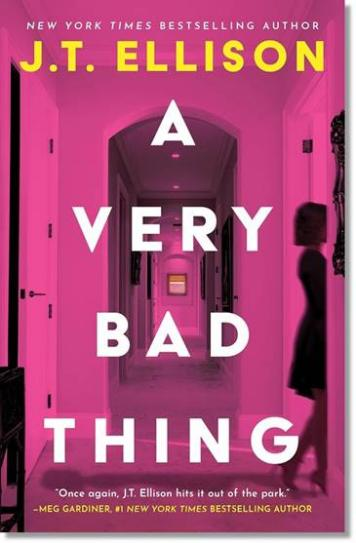 NEW YORK TIMES BESTSELLING AUTHOR
J.T. ELLISON
A
VERY
BAD
THING
"Once again, J.T. Ellison hits it out of the park."
–MEG GARDINER, #1 NEW YORK TIMES BESTSELLING AUTHOR